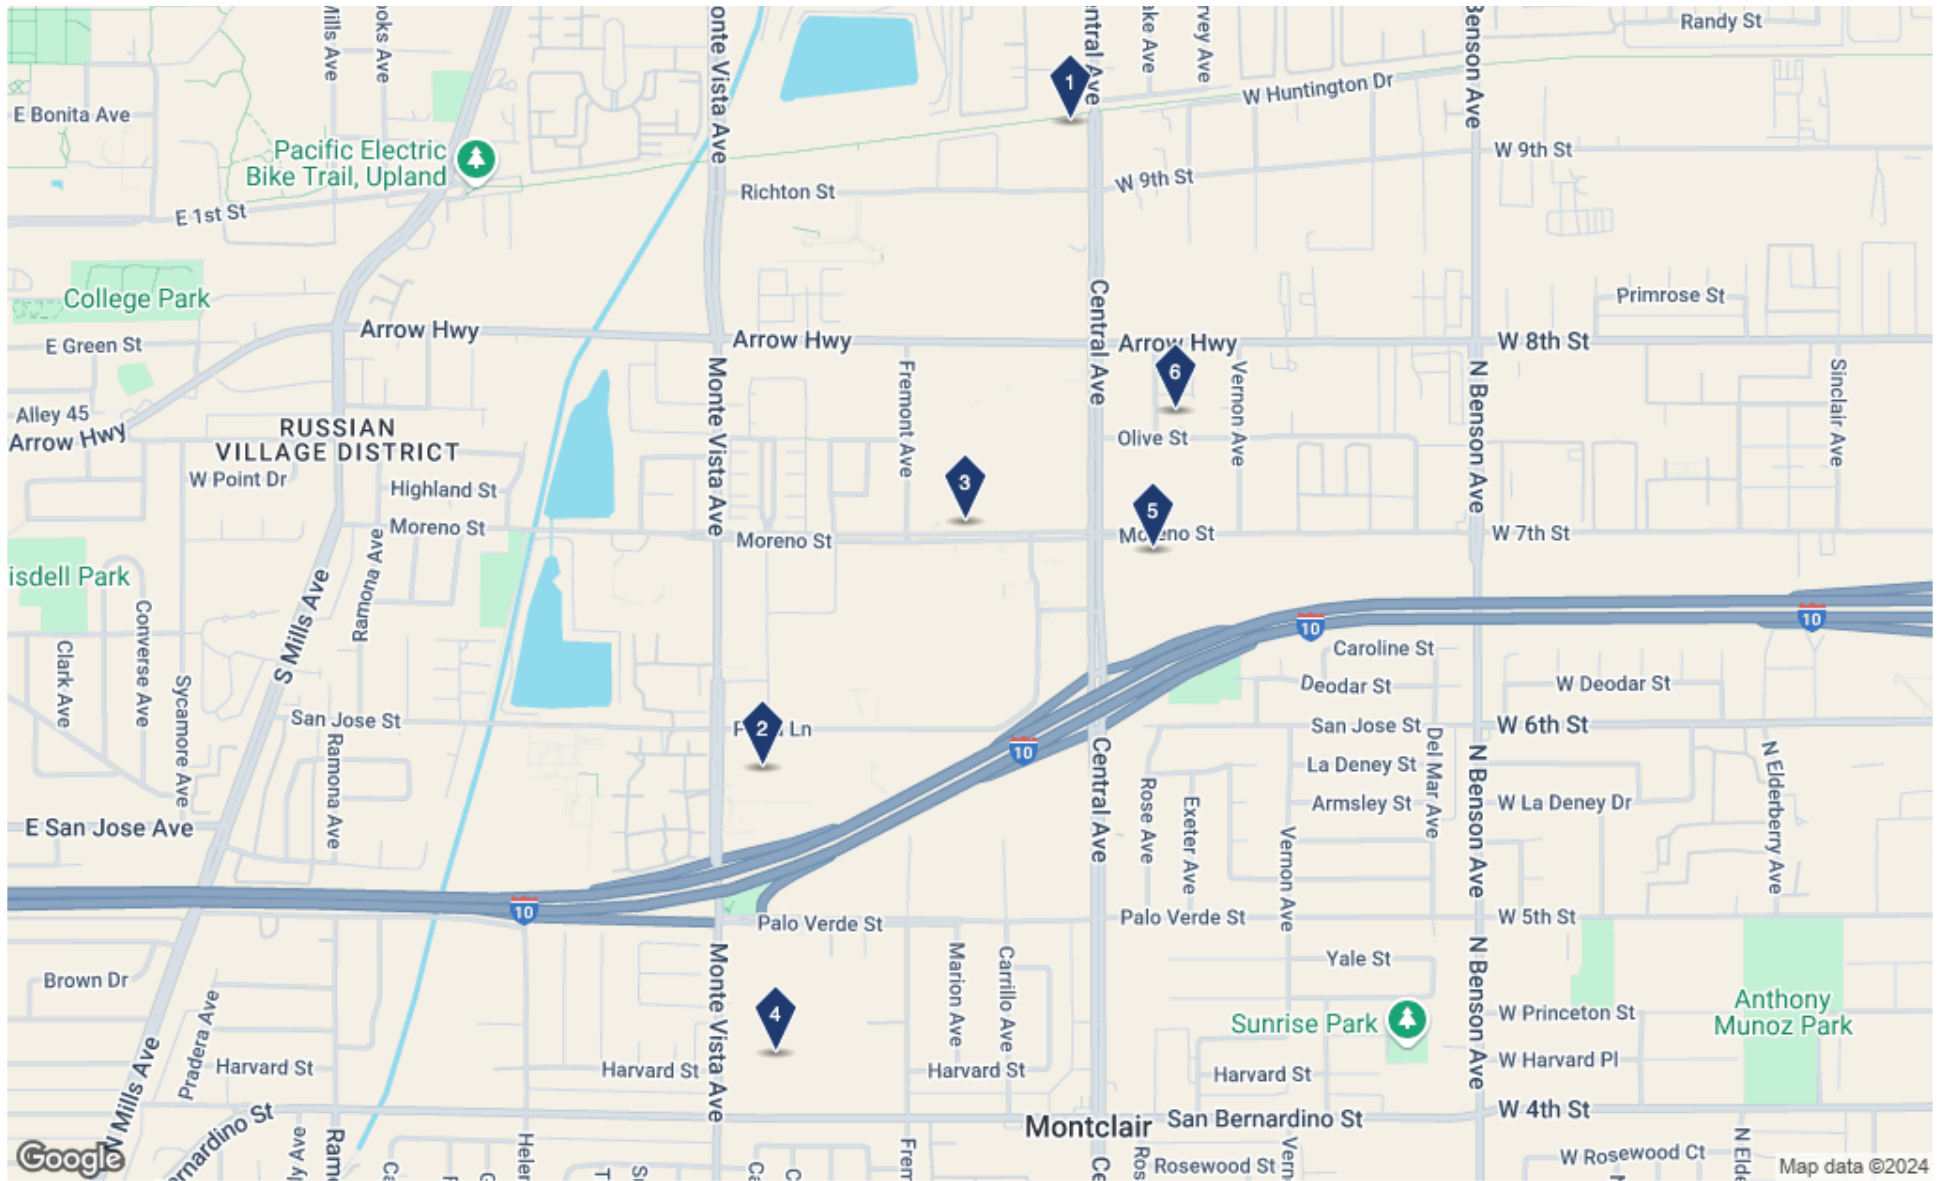 Mills Ave
onte Vista Ave
ake Ave
Randy St
E Bonita Ave
1
W Huntington Dr
Pacific Electric
Bike Trail, Upland
W 9th St
Richton St
W 9th St
E 1st St
College Park
Central Ave
Primrose St
E Green St
Arrow Hwy
Arrow Hwy
Arrow Hwy
W 8th St
6
Alley 45
Arrow Hwy
RUSSIAN
VILLAGE DISTRICT
Monte Vista Ave
Fremont Ave
Vernon Ave
N Benson Ave
Sinclair Ave
Olive St
W Point Dr
Highland St
3
5
Moreno St
Moreno St
W 7th St
isdell Park
Converse Ave
Ramona Ave
S Mills Ave
10
10
Clark Ave
Sycamore Ave
Caroline St
Deodar St
W Deodar St
San Jose St
2
Ln
San Jose St
W 6th St
10
Ramona Ave
Central Ave
Del Mar Ave
N Benson Ave
N Elderberry Ave
La Deney St
Rose Ave
Exeter Ave
Armsley St
W La Deney Dr
E San Jose Ave
Vernon Ave
10
Palo Verde St
Palo Verde St
W 5th St
Monte Vista Ave
Marion Ave
Carrillo Ave
Yale St
N Benson Ave
Brown Dr
Pradera Ave
4
Sunrise Park
W Princeton St
Anthony
Munoz Park
Harvard St
Harvard St
Harvard St
Harvard St
W Harvard Pl
N Mills Ave
ernardino St
Montclair
San Bernardino St
W 4th St
Google
Rosewood St
W Rosewood Ct
Map data ©2024